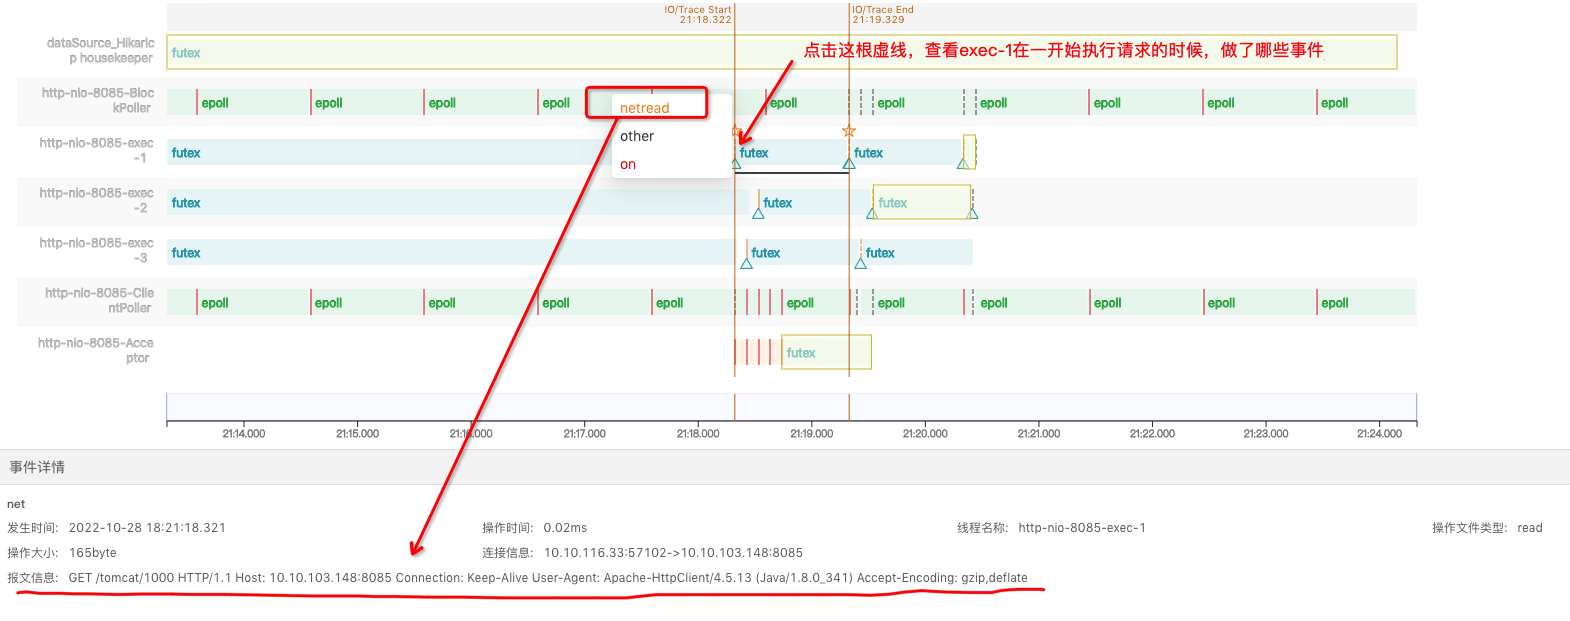 IO/Trace Start
21:18.322
IO/Trace End
21:19.329
点击这根虚线，查看exec-1在一开始执行请求的时候，做了哪些事件
dataSource_Hikaric
p housekeeper
futex
http-nio-8085-Bloc
kPoller
epoll
epoll
epoll
epoll
epoll
epoll
epoll
epoll
epoll
epoll
netread
other
on
http-nio-8085-exec
-1
futex
futex
futex
http-nio-8085-exec
-2
futex
futex
futex
http-nio-8085-exec
-3
futex
futex
futex
http-nio-8085-Clie
ntPoller
epoll
epoll
epoll
epoll
epoll
epoll
epoll
epoll
epoll
epoll
epoll
http-nio-8085-Acce
ptor
futex
21:14.000
21:15.000
21:16.000
21:17.000
21:18.000
21:19.000
21:20.000
21:21.000
21:22.000
21:23.000
21:24.000
事件详情
net
发生时间: 2022-10-28 18:21:18.321
操作时间: 0.02ms
线程名称: http-nio-8085-exec-1
操作文件类型: read
操作大小: 165byte
连接信息: 10.10.116.33:57102->10.10.103.148:8085
报文信息: GET /tomcat/1000 HTTP/1.1 Host: 10.10.103.148:8085 Connection: Keep-Alive User-Agent: Apache-HttpClient/4.5.13 (Java/1.8.0_341) Accept-Encoding: gzip,deflate